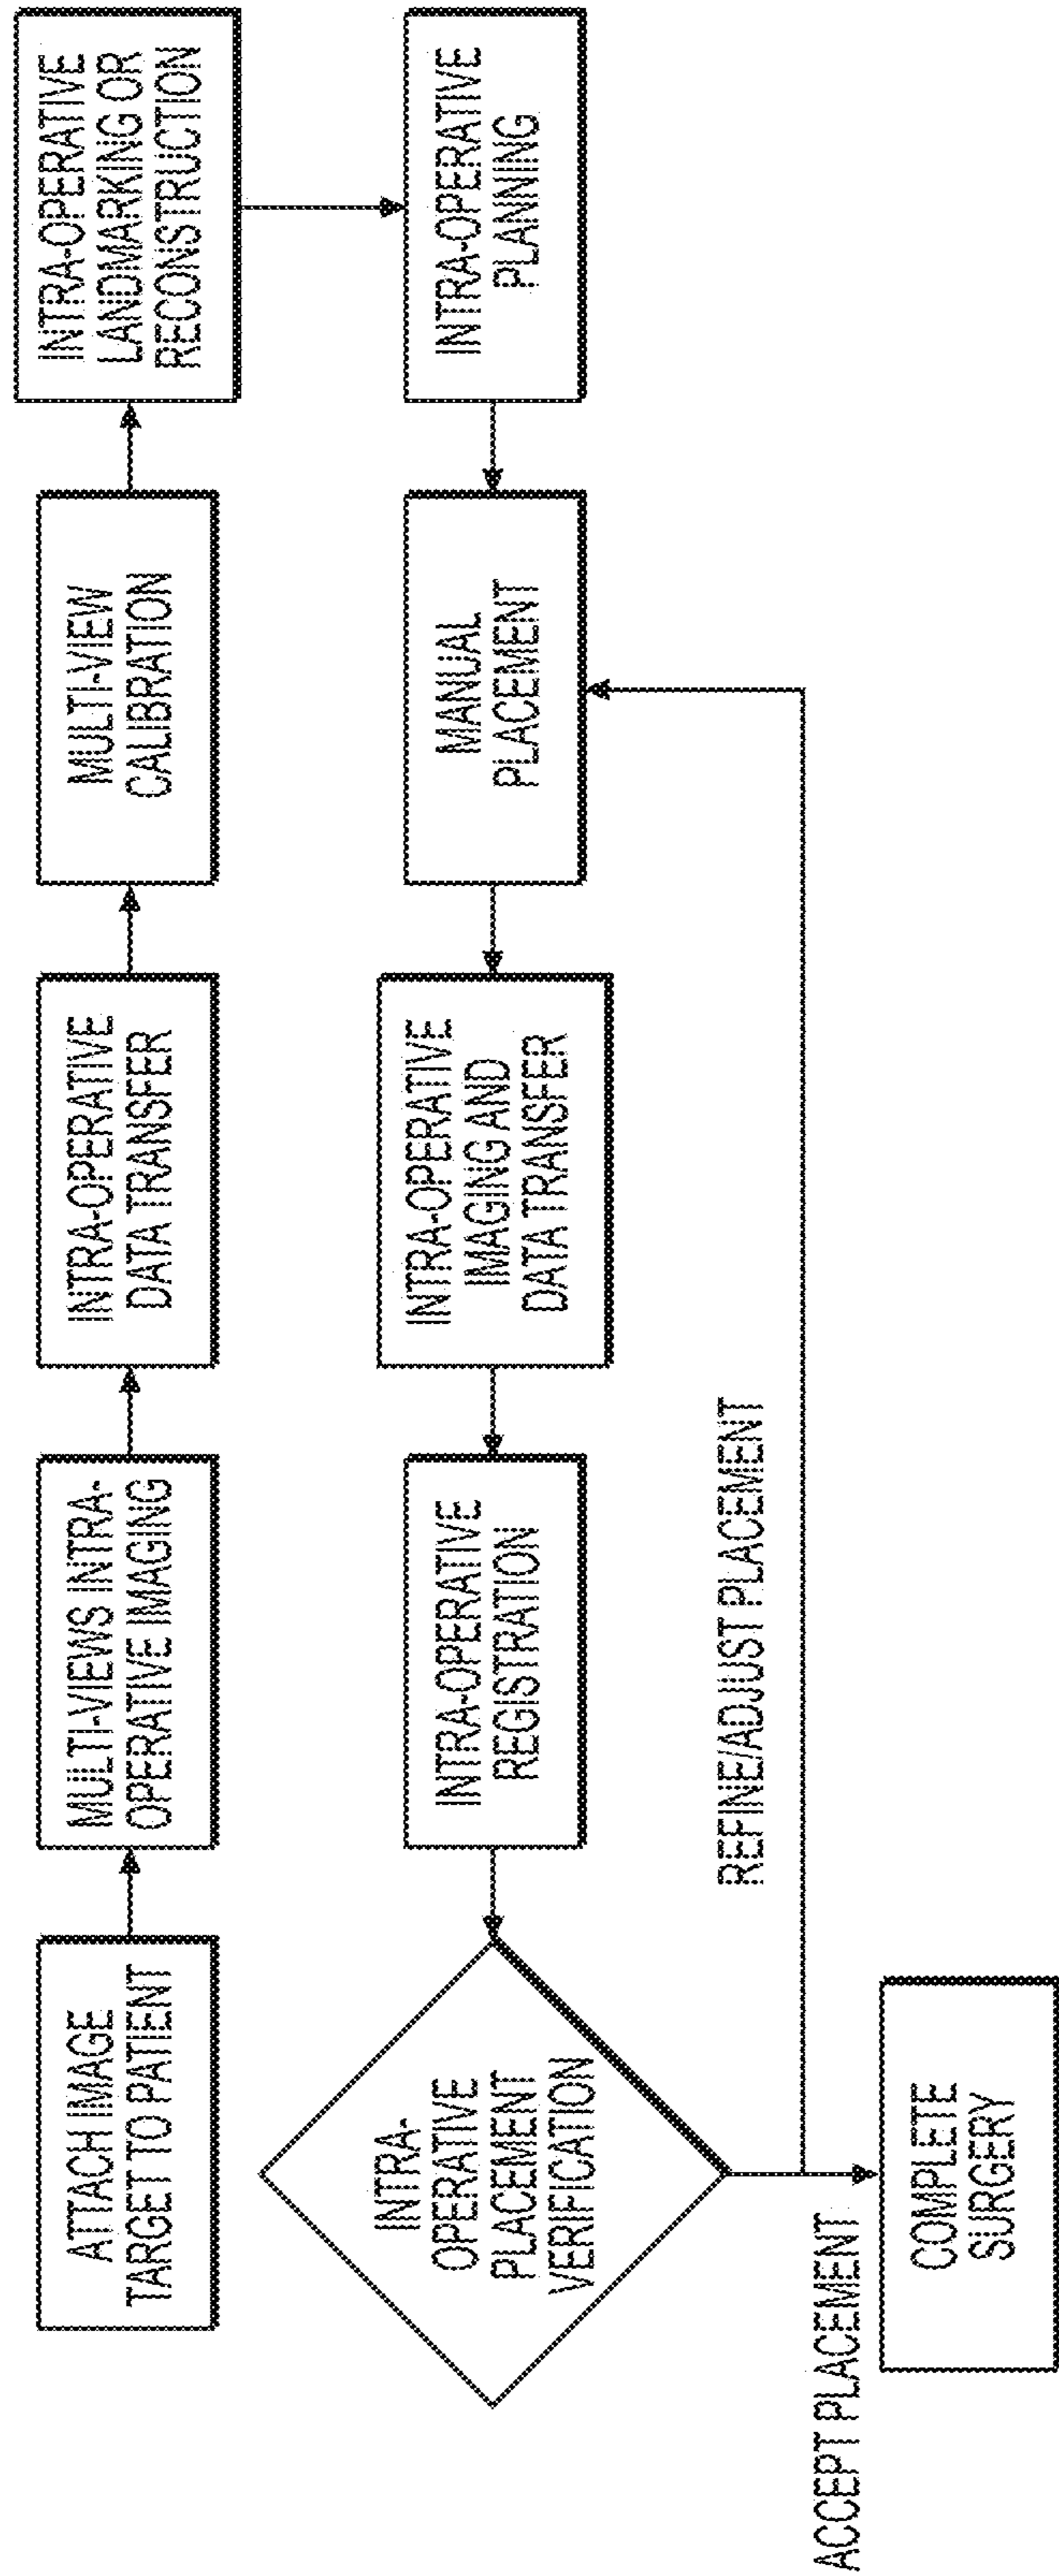 ATTACH IMAGE
TARGET TO PATIENT
MULTI-VIEWS INTRA-
OPERATIVE IMAGING
INTRA-OPERATIVE
DATA TRANSFER
MULTI-VIEW
CALIBRATION
INTRA-OPERATIVE
LANDMARKING OR
RECONSTRUCTION
INTRA-OPERATIVE
PLANNING
MANUAL
PLACEMENT
INTRA-OPERATIVE
IMAGING AND
DATA TRANSFER
INTRA-OPERATIVE
REGISTRATION
INTRA-
OPERATIVE
PLACEMENT
VERIFICATION
REFINE/ADJUST PLACEMENT
ACCEPT PLACEMENT
COMPLETE
SURGERY